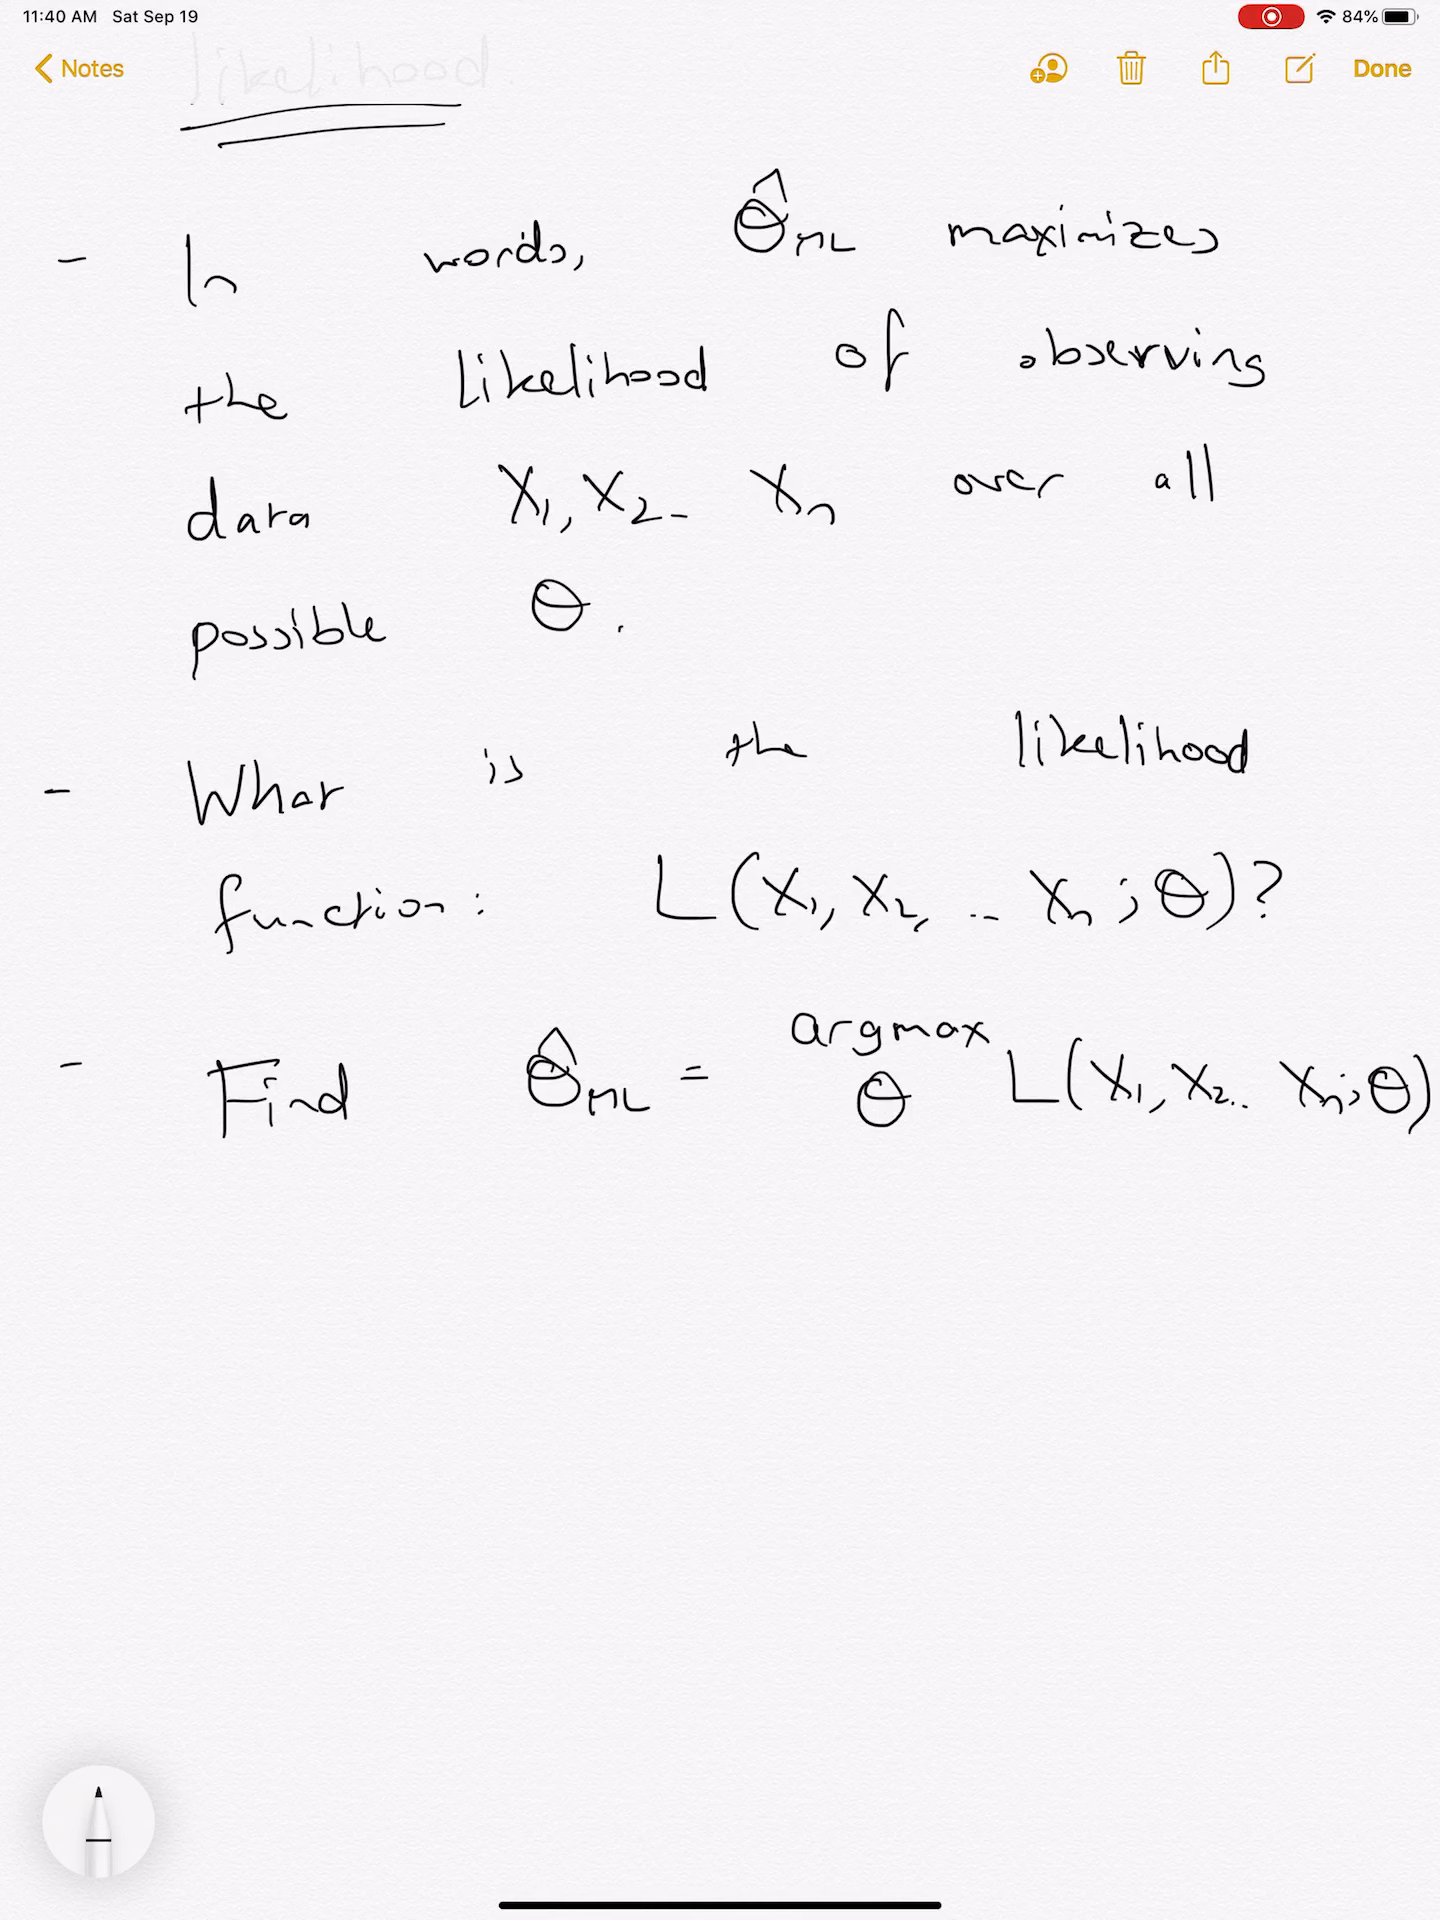 11:40 AM Sat Sep 19 84%
Notes Done
likelihood
- In words, θ̂ML maximizes
the likelihood of observing
data X₁, X₂.. Xₙ over all
possible θ.
- What is the likelihood
function: L(X₁, X₂, .. Xₙ ; θ)?
- Find θ̂ML = argmax L(X₁, X₂.. Xₙ; θ)
θ